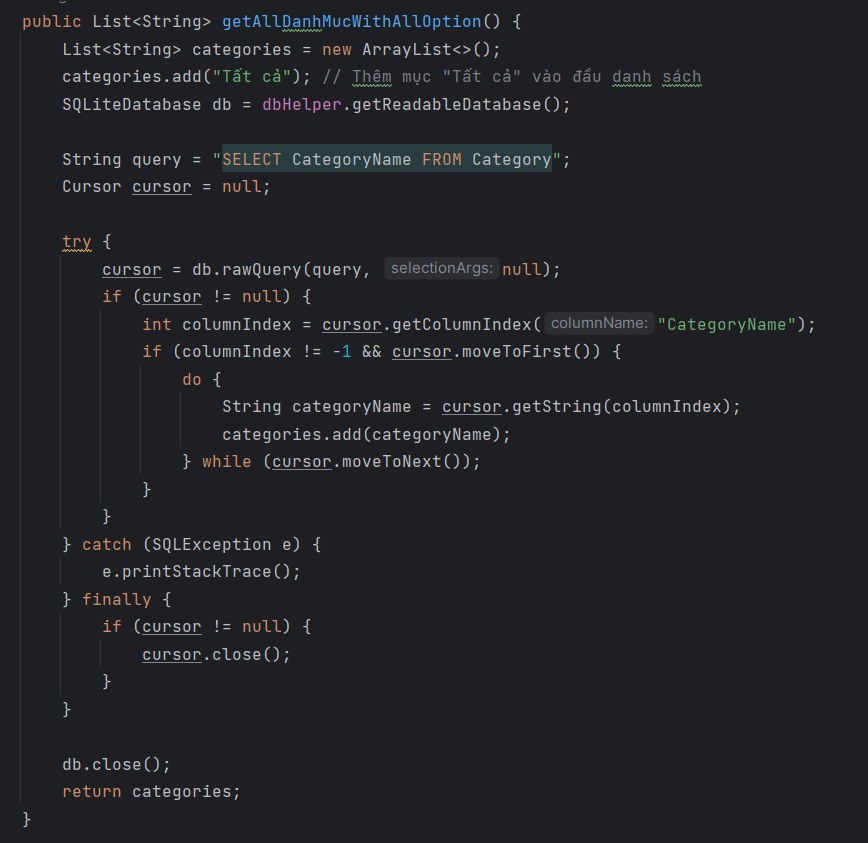 public List<String> getAllDanhMucWithAllOption() {
List<String> categories = new ArrayList<>();
categories.add("Tất cả"); // Thêm mục "Tất cả" vào đầu danh sách
SQLiteDatabase db = dbHelper.getReadableDatabase();
String query = "SELECT CategoryName FROM Category";
Cursor cursor = null;
try {
cursor = db.rawQuery(query, selectionArgs: null);
if (cursor != null) {
int columnIndex = cursor.getColumnIndex( columnName: "CategoryName");
if (columnIndex != -1 && cursor.moveToFirst()) {
do {
String categoryName = cursor.getString(columnIndex);
categories.add(categoryName);
} while (cursor.moveToNext());
}
}
} catch (SQLException e) {
e.printStackTrace();
} finally {
if (cursor != null) {
cursor.close();
}
}
db.close();
return categories;
}